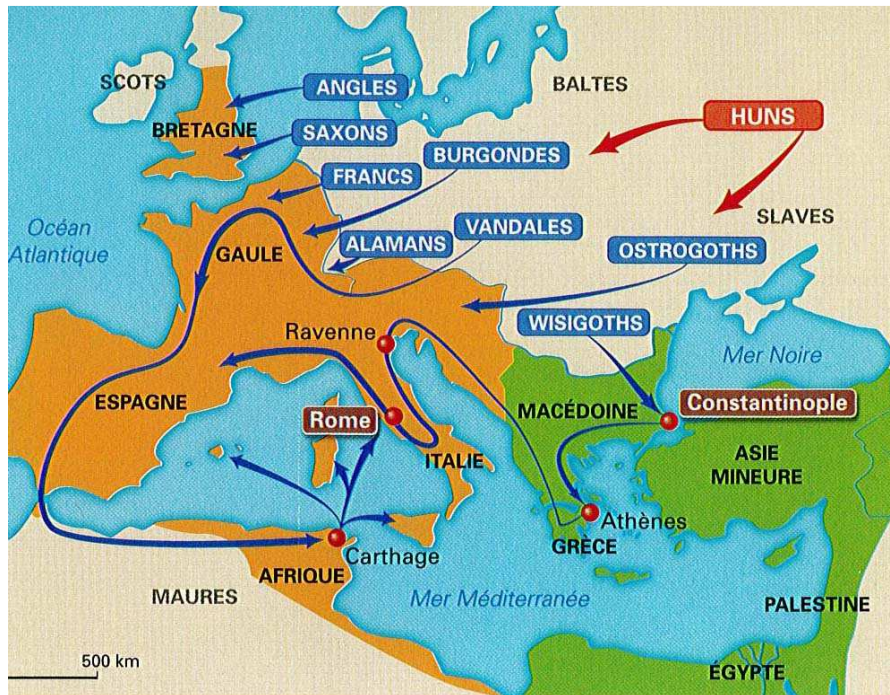 SCOTS
ANGLES
BALTES
HUNS
BRETAGNE
SAXONS
BURGONDES
FRANCS
SLAVES
Océan
Atlantique
GAULE
ALAMANS
VANDALES
OSTROGOTHS
WISIGOTHS
Ravenne
Mer Noire
ESPAGNE
Rome
ITALIE
MACÉDOINE
Constantinople
ASIE
MINEURE
Athènes
GRÈCE
Carthage
AFRIQUE
MAURES
Mer Méditerranée
PALESTINE
ÉGYPTE
500 km